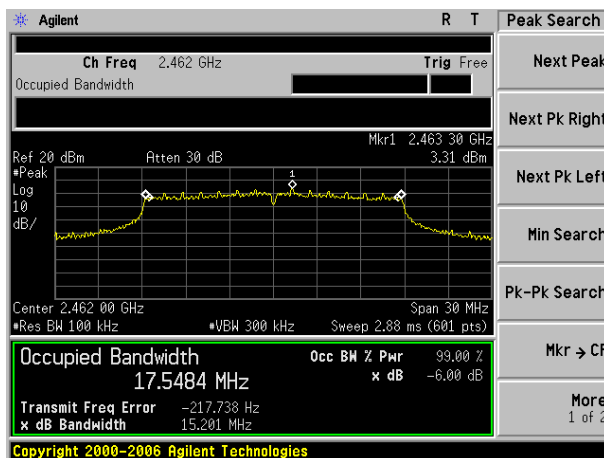 Agilent R T Peak Search
Ch Freq 2.462 GHz Trig Free
Occupied Bandwidth
Next Peak
Next Pk Right
Next Pk Left
Min Search
Pk-Pk Search
Mkr → CF
More
1 of 2
Mkr1 2.463 30 GHz
Ref 20 dBm Atten 30 dB 3.31 dBm
#Peak
Log
10
dB/
1
Center 2.462 00 GHz Span 30 MHz
#Res BW 100 kHz #VBW 300 kHz Sweep 2.88 ms (601 pts)
Occupied Bandwidth Occ BW % Pwr 99.00 %
17.5484 MHz x dB -6.00 dB
Transmit Freq Error -217.738 Hz
x dB Bandwidth 15.201 MHz
Copyright 2000-2006 Agilent Technologies